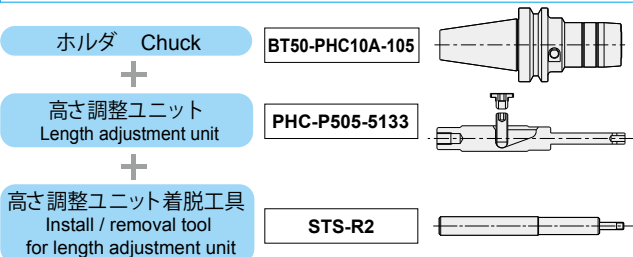 ホルダ Chuck
BT50-PHC10A-105
高さ調整ユニット
Length adjustment unit
PHC-P505-5133
高さ調整ユニット着脱工具
Install / removal tool
for length adjustment unit
STS-R2